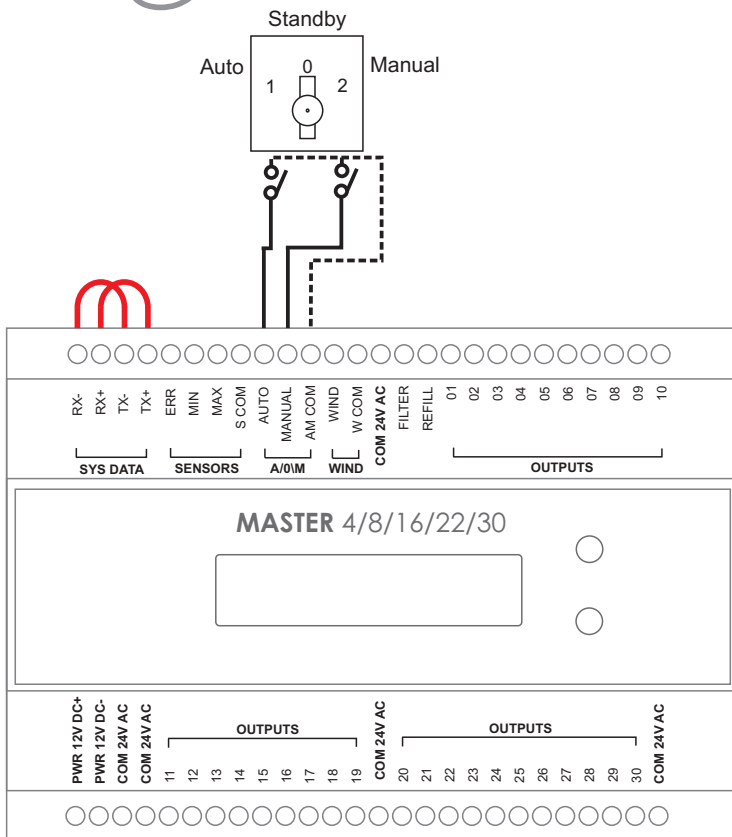 Standby
Auto 0 Manual
1 2
RX- RX+ TX- TX+ ERR MIN MAX S COM AUTO MANUAL AM COM WIND W COM COM 24V AC FILTER REFILL 01 02 03 04 05 06 07 08 09 10
SYS DATA SENSORS A/0\M WIND OUTPUTS
MASTER 4/8/16/22/30
PWR 12V DC+ PWR 12V DC- COM 24V AC COM 24V AC 11 12 13 14 15 16 17 18 19 COM 24V AC 20 21 22 23 24 25 26 27 28 29 30 COM 24V AC
OUTPUTS OUTPUTS